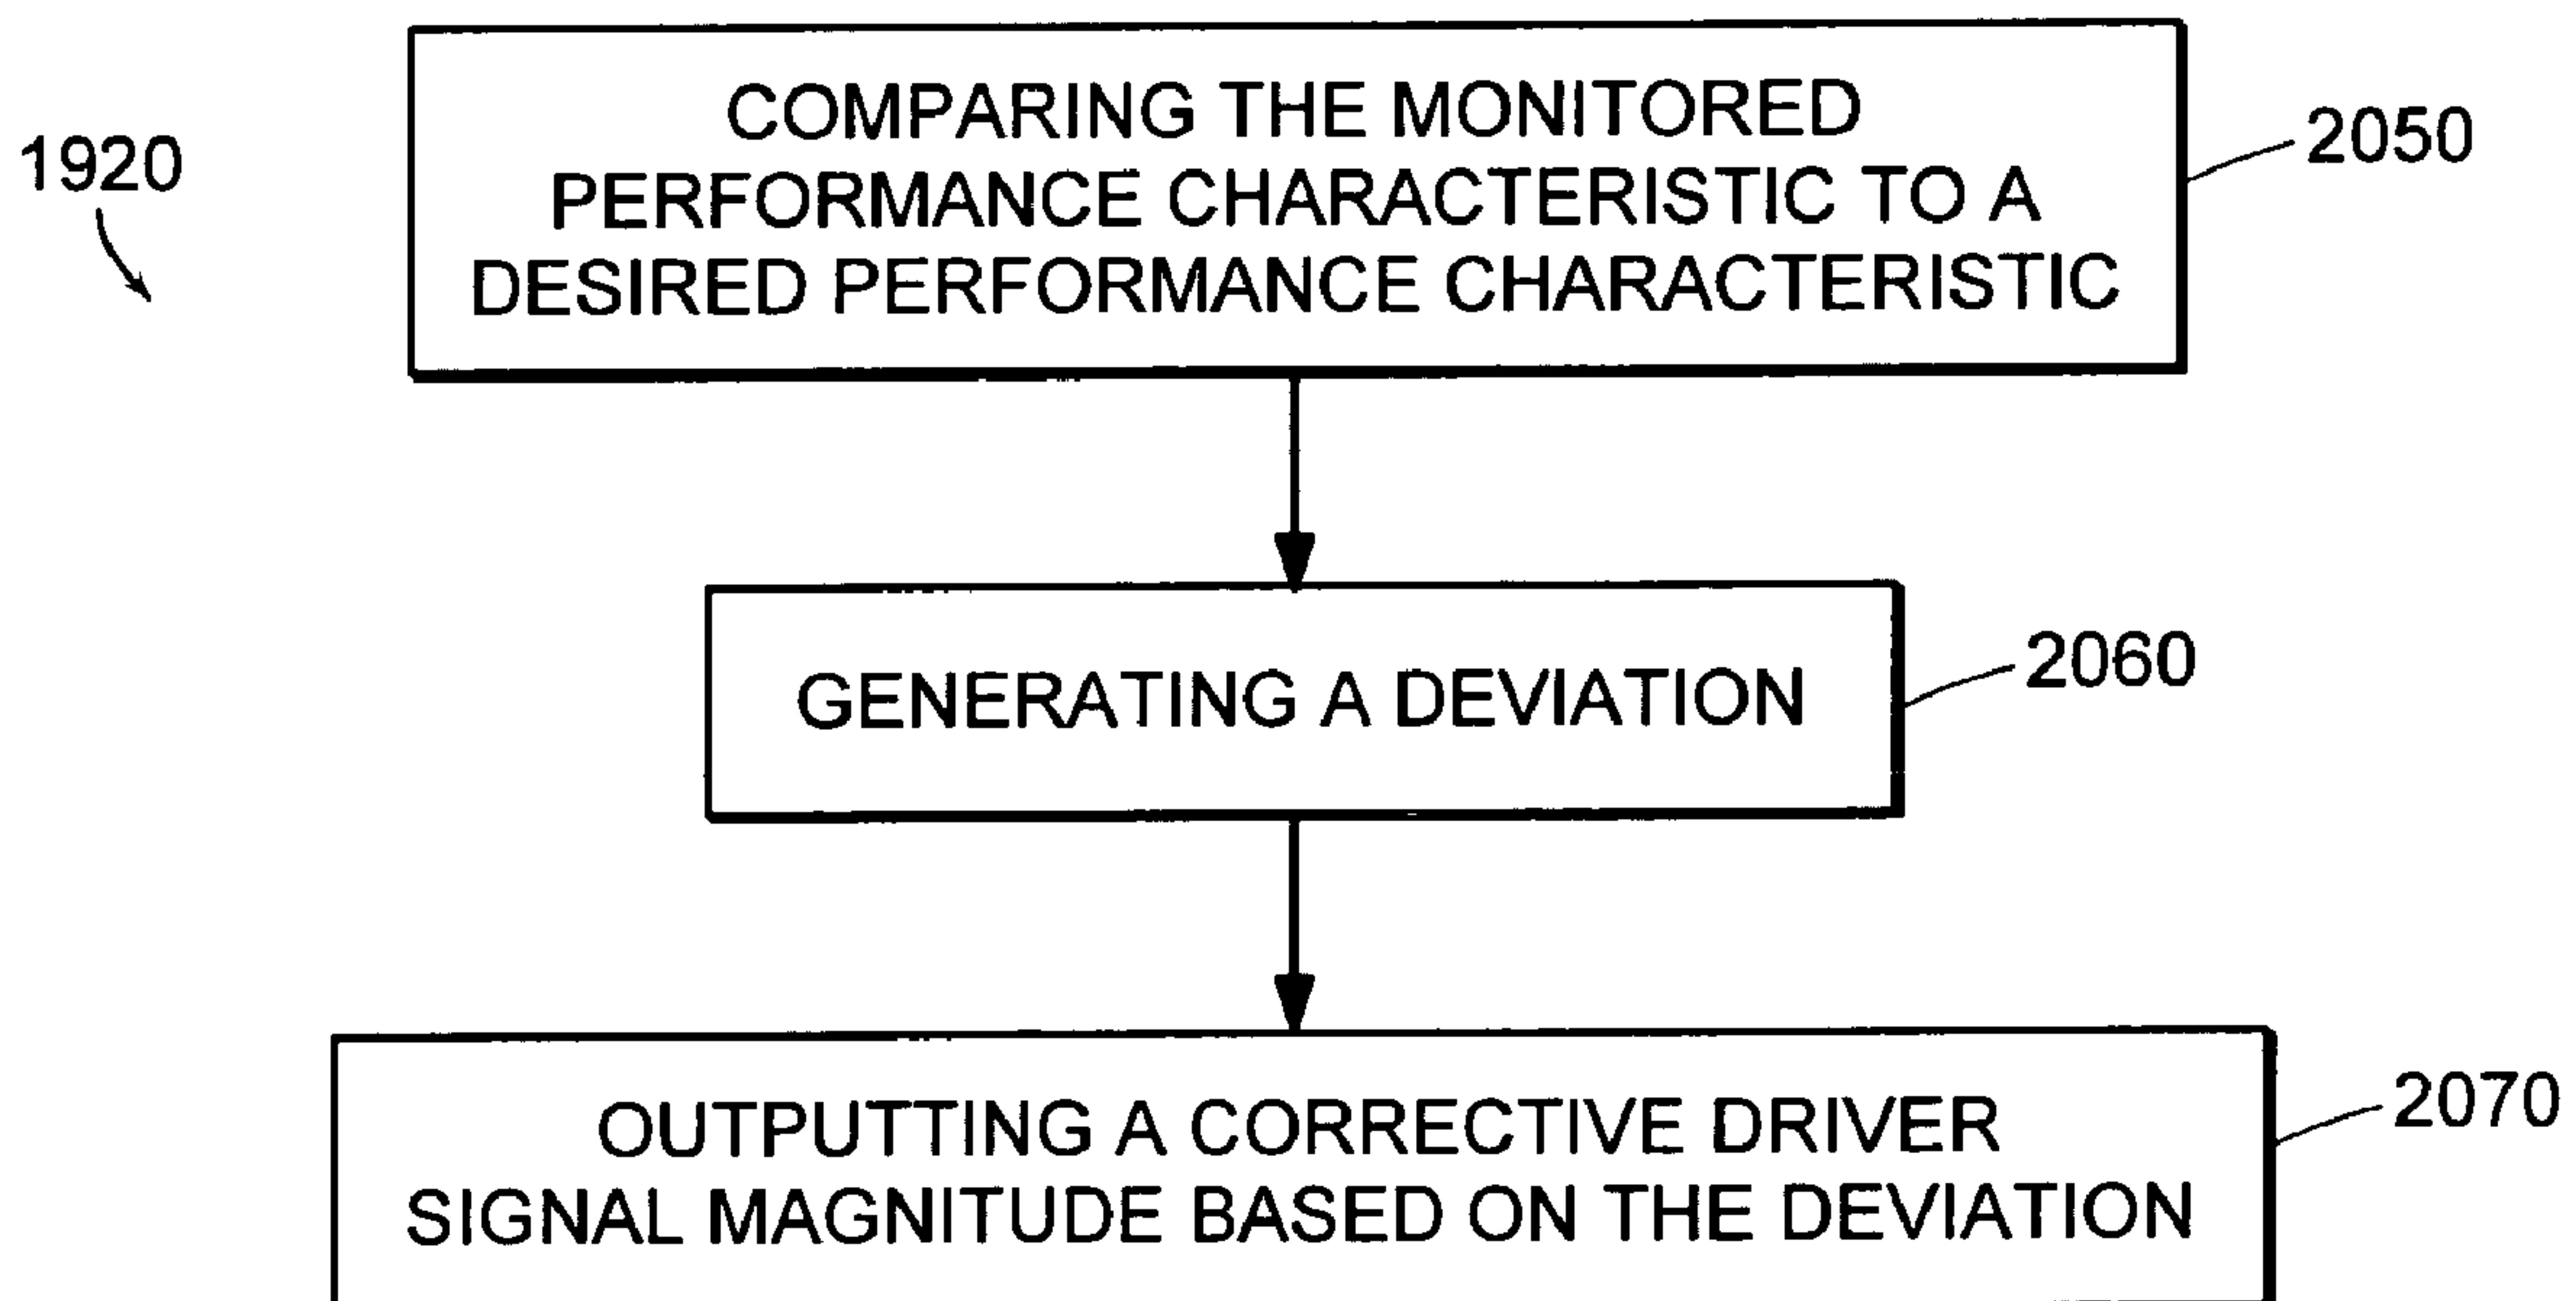 1920
COMPARING THE MONITORED
PERFORMANCE CHARACTERISTIC TO A
DESIRED PERFORMANCE CHARACTERISTIC
2050
GENERATING A DEVIATION
2060
OUTPUTTING A CORRECTIVE DRIVER
SIGNAL MAGNITUDE BASED ON THE DEVIATION
2070